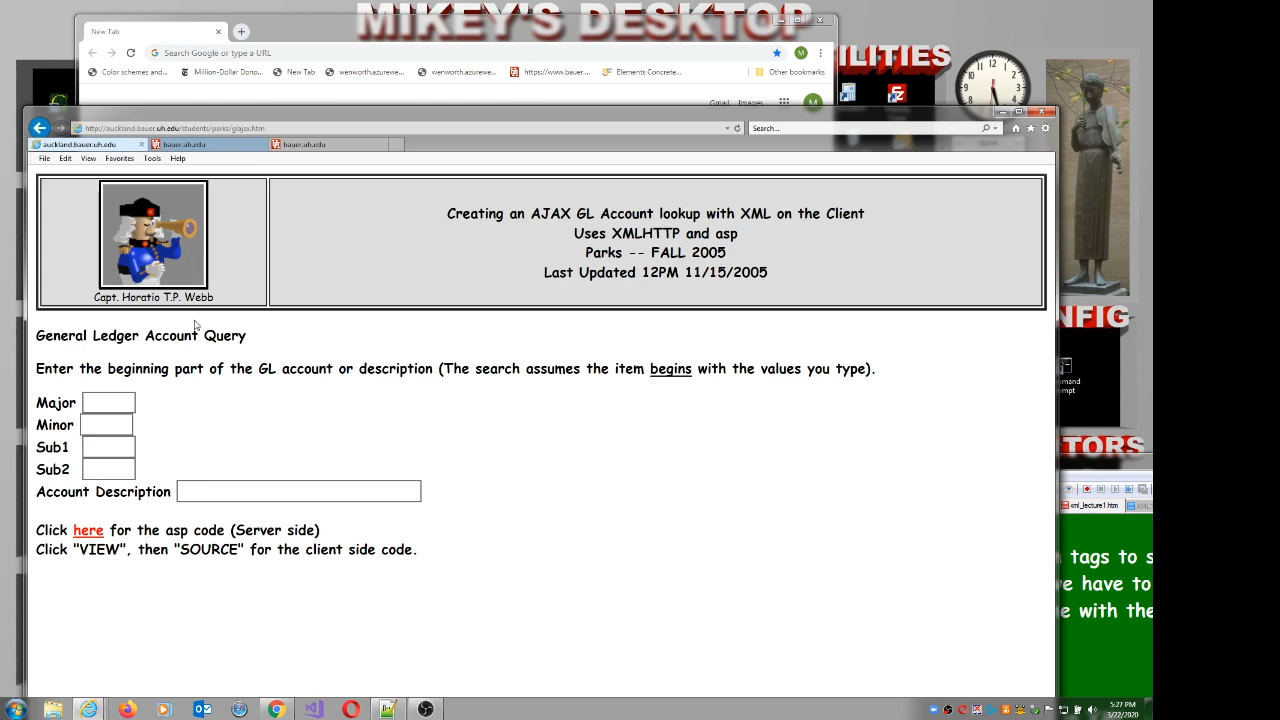 MIKEY'S DESKTOP
New Tab
Search Google or type a URL
M
Color schemes and...
Million-Dollar Dono...
New Tab
wenworth.azurewe...
wenworth.azurewe...
https://www.bauer....
Elements Concrete...
Other bookmarks
Gmail
Images
M
ILITIES
http://auckland.bauer.uh.edu/students/parks/glajax.htm
Search...
auckland.bauer.uh.edu
bauer.uh.edu
bauer.uh.edu
File Edit View Favorites Tools Help
Capt. Horatio T.P. Webb
Creating an AJAX GL Account lookup with XML on the Client
Uses XMLHTTP and asp
Parks -- FALL 2005
Last Updated 12PM 11/15/2005
General Ledger Account Query
Enter the beginning part of the GL account or description (The search assumes the item begins with the values you type).
Major
Minor
Sub1
Sub2
Account Description
Click here for the asp code (Server side)
Click "VIEW", then "SOURCE" for the client side code.
NFIG
mmand
mpt
TORS
xml_lecture1.htm
XM
tags to s
ve have to
e with the
5:27 PM
3/22/2020